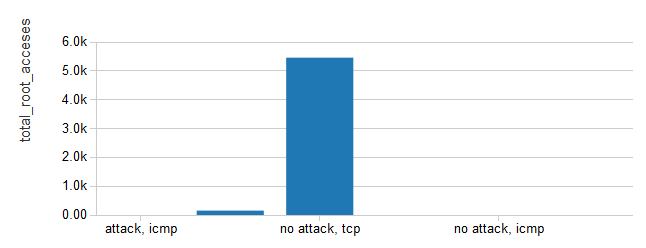 total_root_acceses
6.0k
5.0k
4.0k
3.0k
2.0k
1.0k
0.00
attack, icmp
no attack, tcp
no attack, icmp